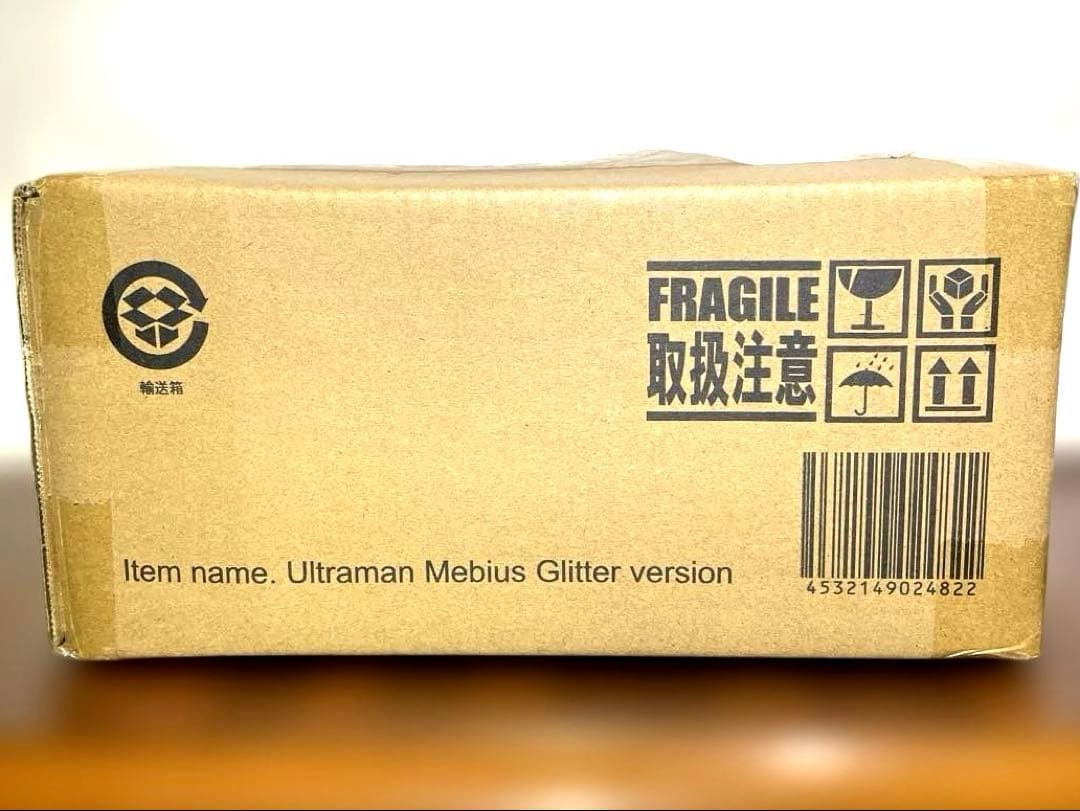 FRAGILE
取扱注意
輸送箱
Item name. Ultraman Mebius Glitter version
4532149024822